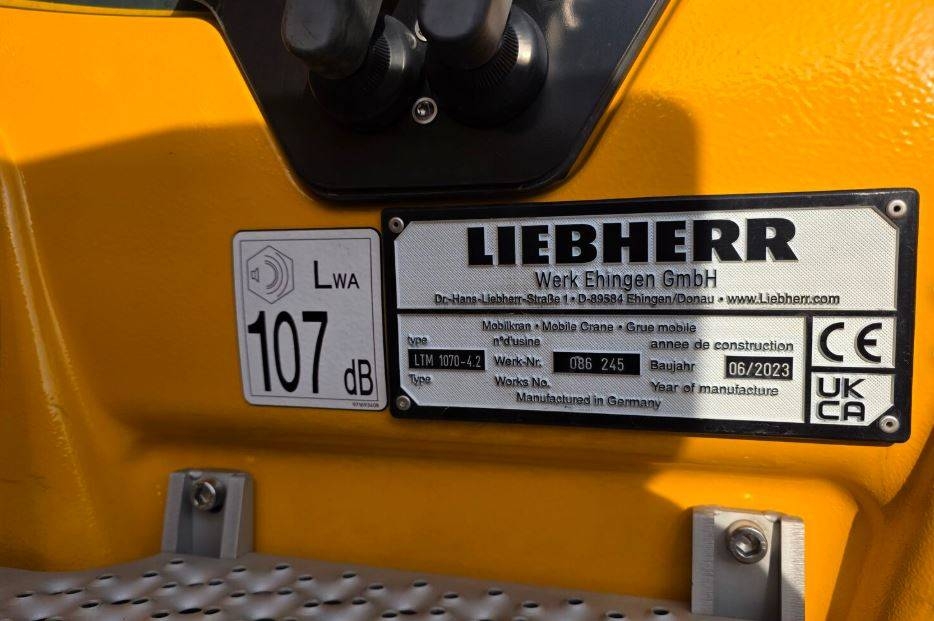 LWA
107 dB
LIEBHERR
Werk Ehingen GmbH
Dr.-Hans-Liebherr-Straße 1 • D-89584 Ehingen/Donau • www.Liebherr.com
Mobilkran • Mobile Crane • Grue mobile
type n°d'usine annee de construction
LTM 1070-4.2 Werk-Nr. 086 245 Baujahr 06/2023
Type Works No. Year of manufacture
Manufactured in Germany
CE
UK
CA